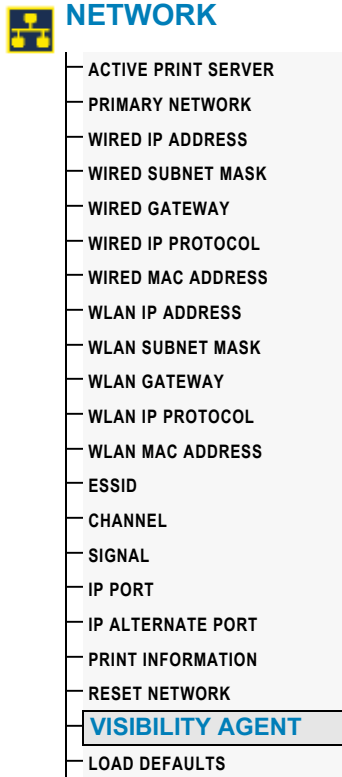 NETWORK
ACTIVE PRINT SERVER
PRIMARY NETWORK
WIRED IP ADDRESS
WIRED SUBNET MASK
WIRED GATEWAY
WIRED IP PROTOCOL
WIRED MAC ADDRESS
WLAN IP ADDRESS
WLAN SUBNET MASK
WLAN GATEWAY
WLAN IP PROTOCOL
WLAN MAC ADDRESS
ESSID
CHANNEL
SIGNAL
IP PORT
IP ALTERNATE PORT
PRINT INFORMATION
RESET NETWORK
VISIBILITY AGENT
LOAD DEFAULTS